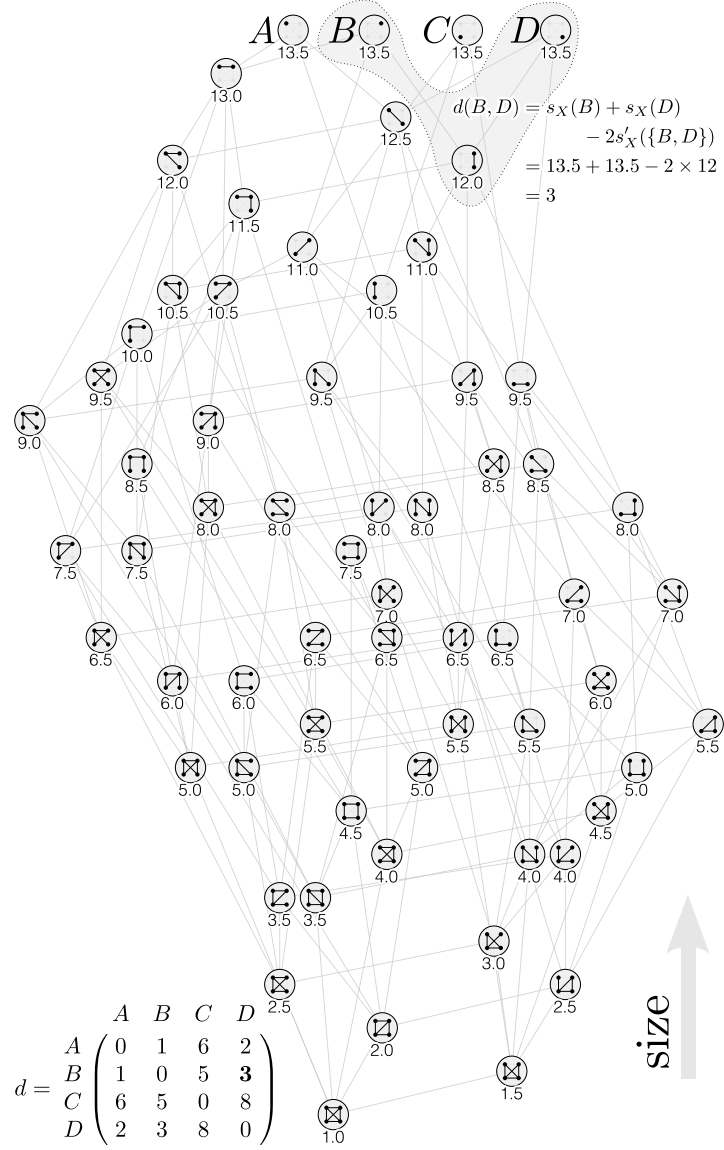 A B C D
13.5 13.5 13.5 13.5
13.0
d(B, D) = s_X(B) + s_X(D)
12.5
− 2s′_X({B, D})
12.0 12.0
= 13.5 + 13.5 − 2 × 12
= 3
11.5
11.0 11.0
10.5 10.5 10.5
10.0
9.5 9.5 9.5 9.5
9.0 9.0
8.5 8.5 8.5
8.0 8.0 8.0 8.0 8.0
7.5 7.5 7.5
7.0 7.0 7.0
6.5 6.5 6.5 6.5 6.5
6.0 6.0 6.0
5.5 5.5 5.5 5.5
5.0 5.0 5.0 5.0
4.5 4.5
4.0 4.0 4.0
3.5 3.5
3.0
2.5 2.5
2.0
1.5
1.0
size
A B C D
A 0 1 6 2
d = B 1 0 5 3
C 6 5 0 8
D 2 3 8 0